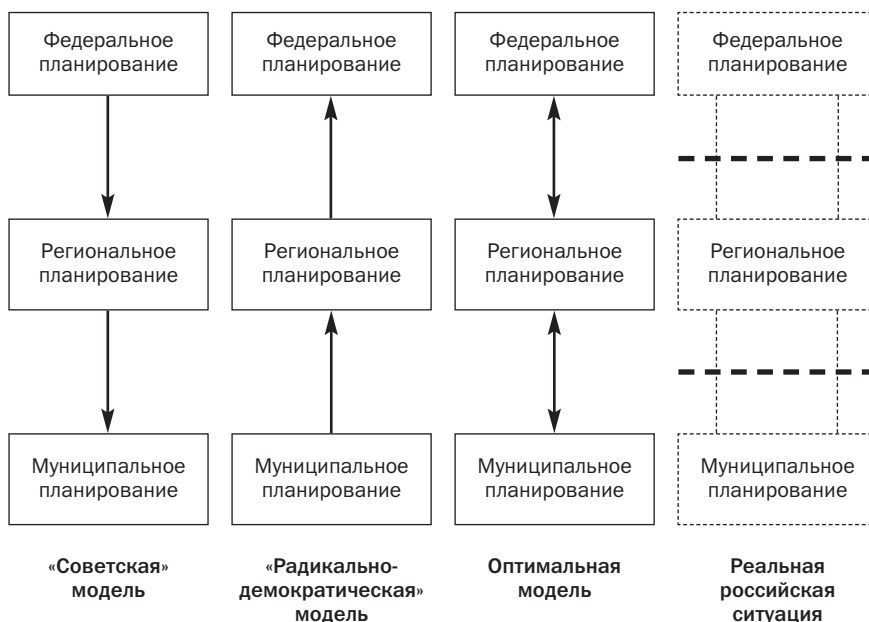 Федеральное
планирование
Федеральное
планирование
Федеральное
планирование
Федеральное
планирование
Региональное
планирование
Региональное
планирование
Региональное
планирование
Региональное
планирование
Муниципальное
планирование
Муниципальное
планирование
Муниципальное
планирование
Муниципальное
планирование
«Советская»
модель
«Радикально-
демократическая»
модель
Оптимальная
модель
Реальная
российская
ситуация